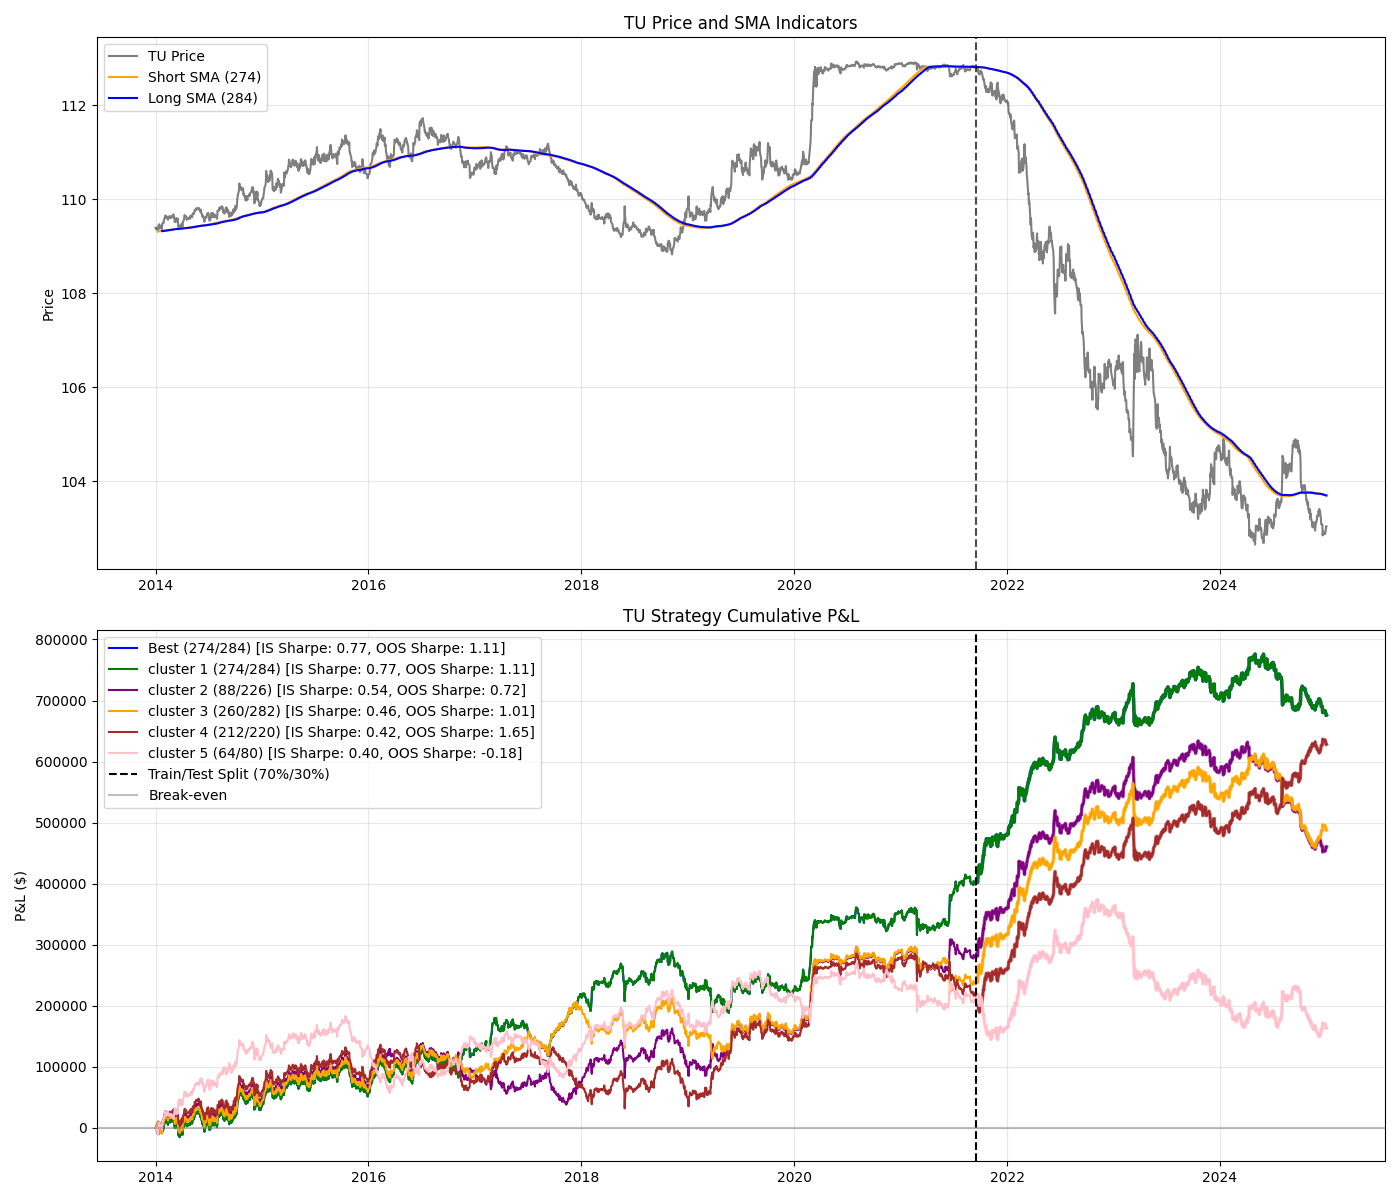 TU Price and SMA Indicators
TU Price
Short SMA (274)
Long SMA (284)
Price
112
110
108
106
104
2014 2016 2018 2020 2022 2024
TU Strategy Cumulative P&L
Best (274/284) [IS Sharpe: 0.77, OOS Sharpe: 1.11]
cluster 1 (274/284) [IS Sharpe: 0.77, OOS Sharpe: 1.11]
cluster 2 (88/226) [IS Sharpe: 0.54, OOS Sharpe: 0.72]
cluster 3 (260/282) [IS Sharpe: 0.46, OOS Sharpe: 1.01]
cluster 4 (212/220) [IS Sharpe: 0.42, OOS Sharpe: 1.65]
cluster 5 (64/80) [IS Sharpe: 0.40, OOS Sharpe: -0.18]
Train/Test Split (70%/30%)
Break-even
P&L ($)
800000
700000
600000
500000
400000
300000
200000
100000
0
2014 2016 2018 2020 2022 2024